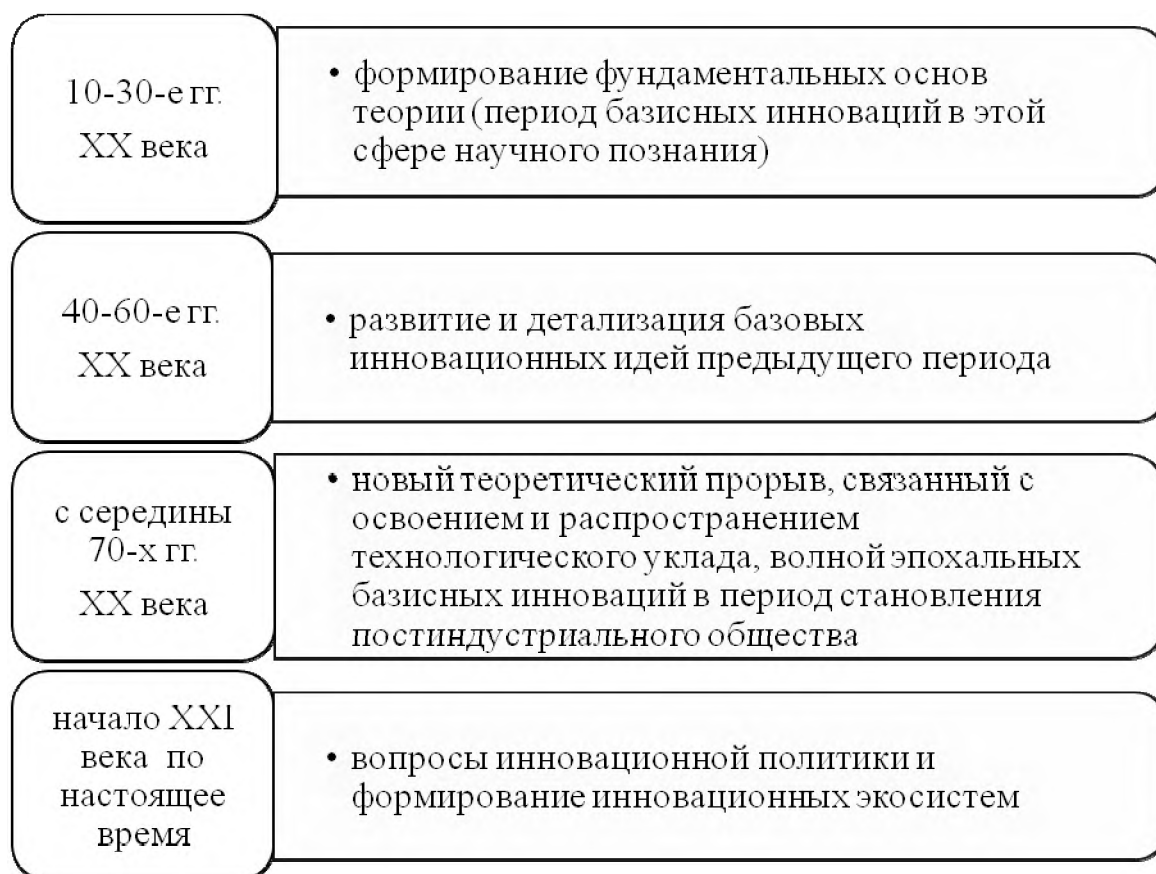 10-30-е гг.
XX века
• формирование фундаментальных основ
теории (период базисных инноваций в этой
сфере научного познания)
40-60-е гг.
XX века
• развитие и детализация базовых
инновационных идей предыдущего периода
с середины
70-х гг.
XX века
• новый теоретический прорыв, связанный с
освоением и распространением
технологического уклада, волной эпохальных
базисных инноваций в период становления
постиндустриального общества
начало XXI
века по
настоящее
время
• вопросы инновационной политики и
формирование инновационных экосистем